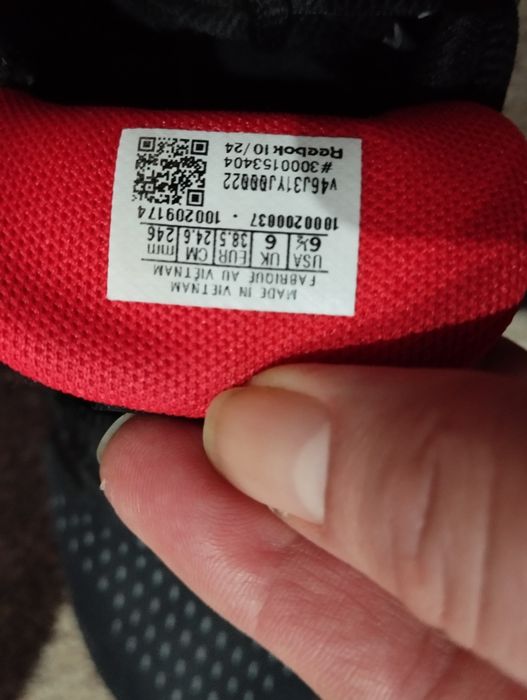 MADE IN VIETNAM
FABRIQUE AU VIETNAM
USA UK EUR CM mm
6½ 6 38.5 24.6 246
1000200037 • 100209174
V46J31YJ00022
#3000153404
Reebok 10/24